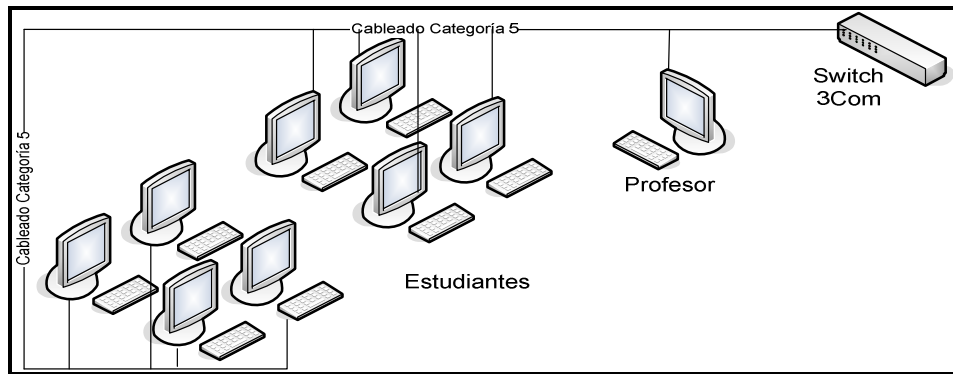 Cableado Categoría 5
Switch
3Com
Cableado Categoría 5
Profesor
Estudiantes